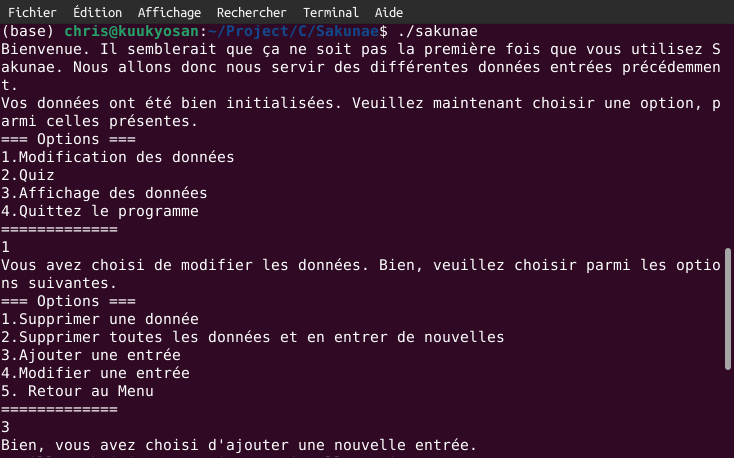 Fichier Édition Affichage Rechercher Terminal Aide
(base) chris@kuukyosan:~/Project/C/Sakunae$ ./sakunae
Bienvenue. Il semblerait que ça ne soit pas la première fois que vous utilisez S
akunae. Nous allons donc nous servir des différentes données entrées précédemmen
t.
Vos données ont été bien initialisées. Veuillez maintenant choisir une option, p
armi celles présentes.
=== Options ===
1.Modification des données
2.Quiz
3.Affichage des données
4.Quittez le programme
=============
1
Vous avez choisi de modifier les données. Bien, veuillez choisir parmi les optio
ns suivantes.
=== Options ===
1.Supprimer une donnée
2.Supprimer toutes les données et en entrer de nouvelles
3.Ajouter une entrée
4.Modifier une entrée
5. Retour au Menu
=============
3
Bien, vous avez choisi d'ajouter une nouvelle entrée.